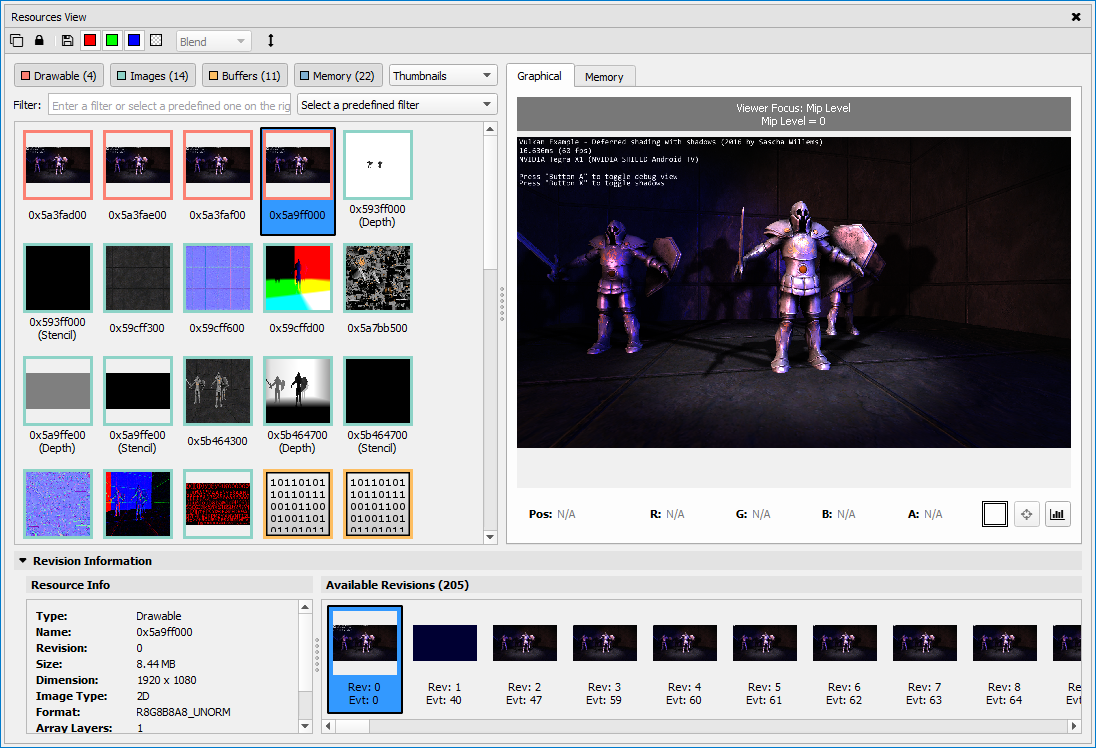 Resources View
Blend
Drawable (4) Images (14) Buffers (11) Memory (22) Thumbnails
Filter: Enter a filter or select a predefined one on the rig Select a predefined filter
0x5a3fad00 0x5a3fae00 0x5a3faf00 0x5a9ff000 0x593ff000
(Depth)
0x593ff000 0x59cff300 0x59cff600 0x59cffd00 0x5a7bb500
(Stencil)
0x5a9ffe00 0x5a9ffe00 0x5b464300 0x5b464700 0x5b464700
(Depth) (Stencil) (Depth) (Stencil)
10110101 10110101
10110111 10110111
00101100 00101100
01001101 01001101
01101011 01101011
Graphical Memory
Viewer Focus: Mip Level
Mip Level = 0
Vulkan Example - Deferred shading with shadows (2016 by Sascha Willems)
16.686ms (60 fps)
NVIDIA Tegra X1 (NVIDIA SHIELD Android TV)
Press "Button A" to toggle debug view
Press "Button X" to toggle shadows
Pos: N/A R: N/A G: N/A B: N/A A: N/A
Revision Information
Resource Info
Type: Drawable
Name: 0x5a9ff000
Revision: 0
Size: 8.44 MB
Dimension: 1920 x 1080
Image Type: 2D
Format: R8G8B8A8_UNORM
Array Layers: 1
Available Revisions (205)
Rev: 0 Rev: 1 Rev: 2 Rev: 3 Rev: 4 Rev: 5 Rev: 6 Rev: 7 Rev: 8 Re
Evt: 0 Evt: 40 Evt: 47 Evt: 59 Evt: 60 Evt: 61 Evt: 62 Evt: 63 Evt: 64 Evt